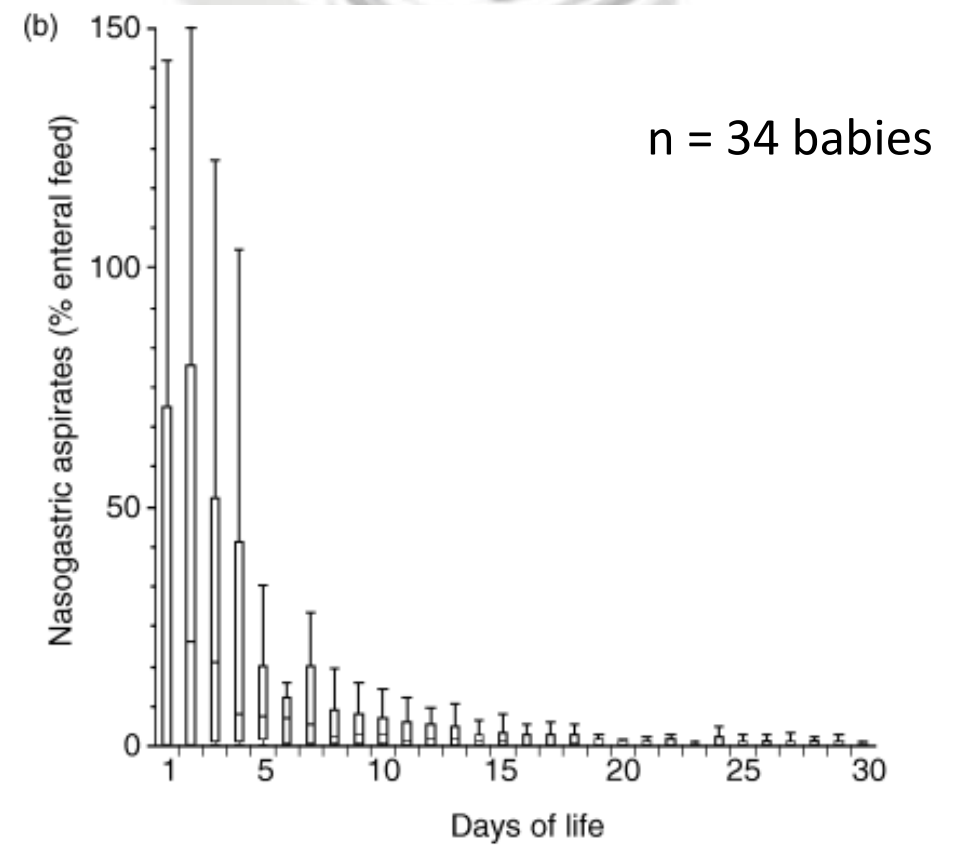 (b)
150
n = 34 babies
100
50
0
Nasogastric aspirates (% enteral feed)
1 5 10 15 20 25 30
Days of life